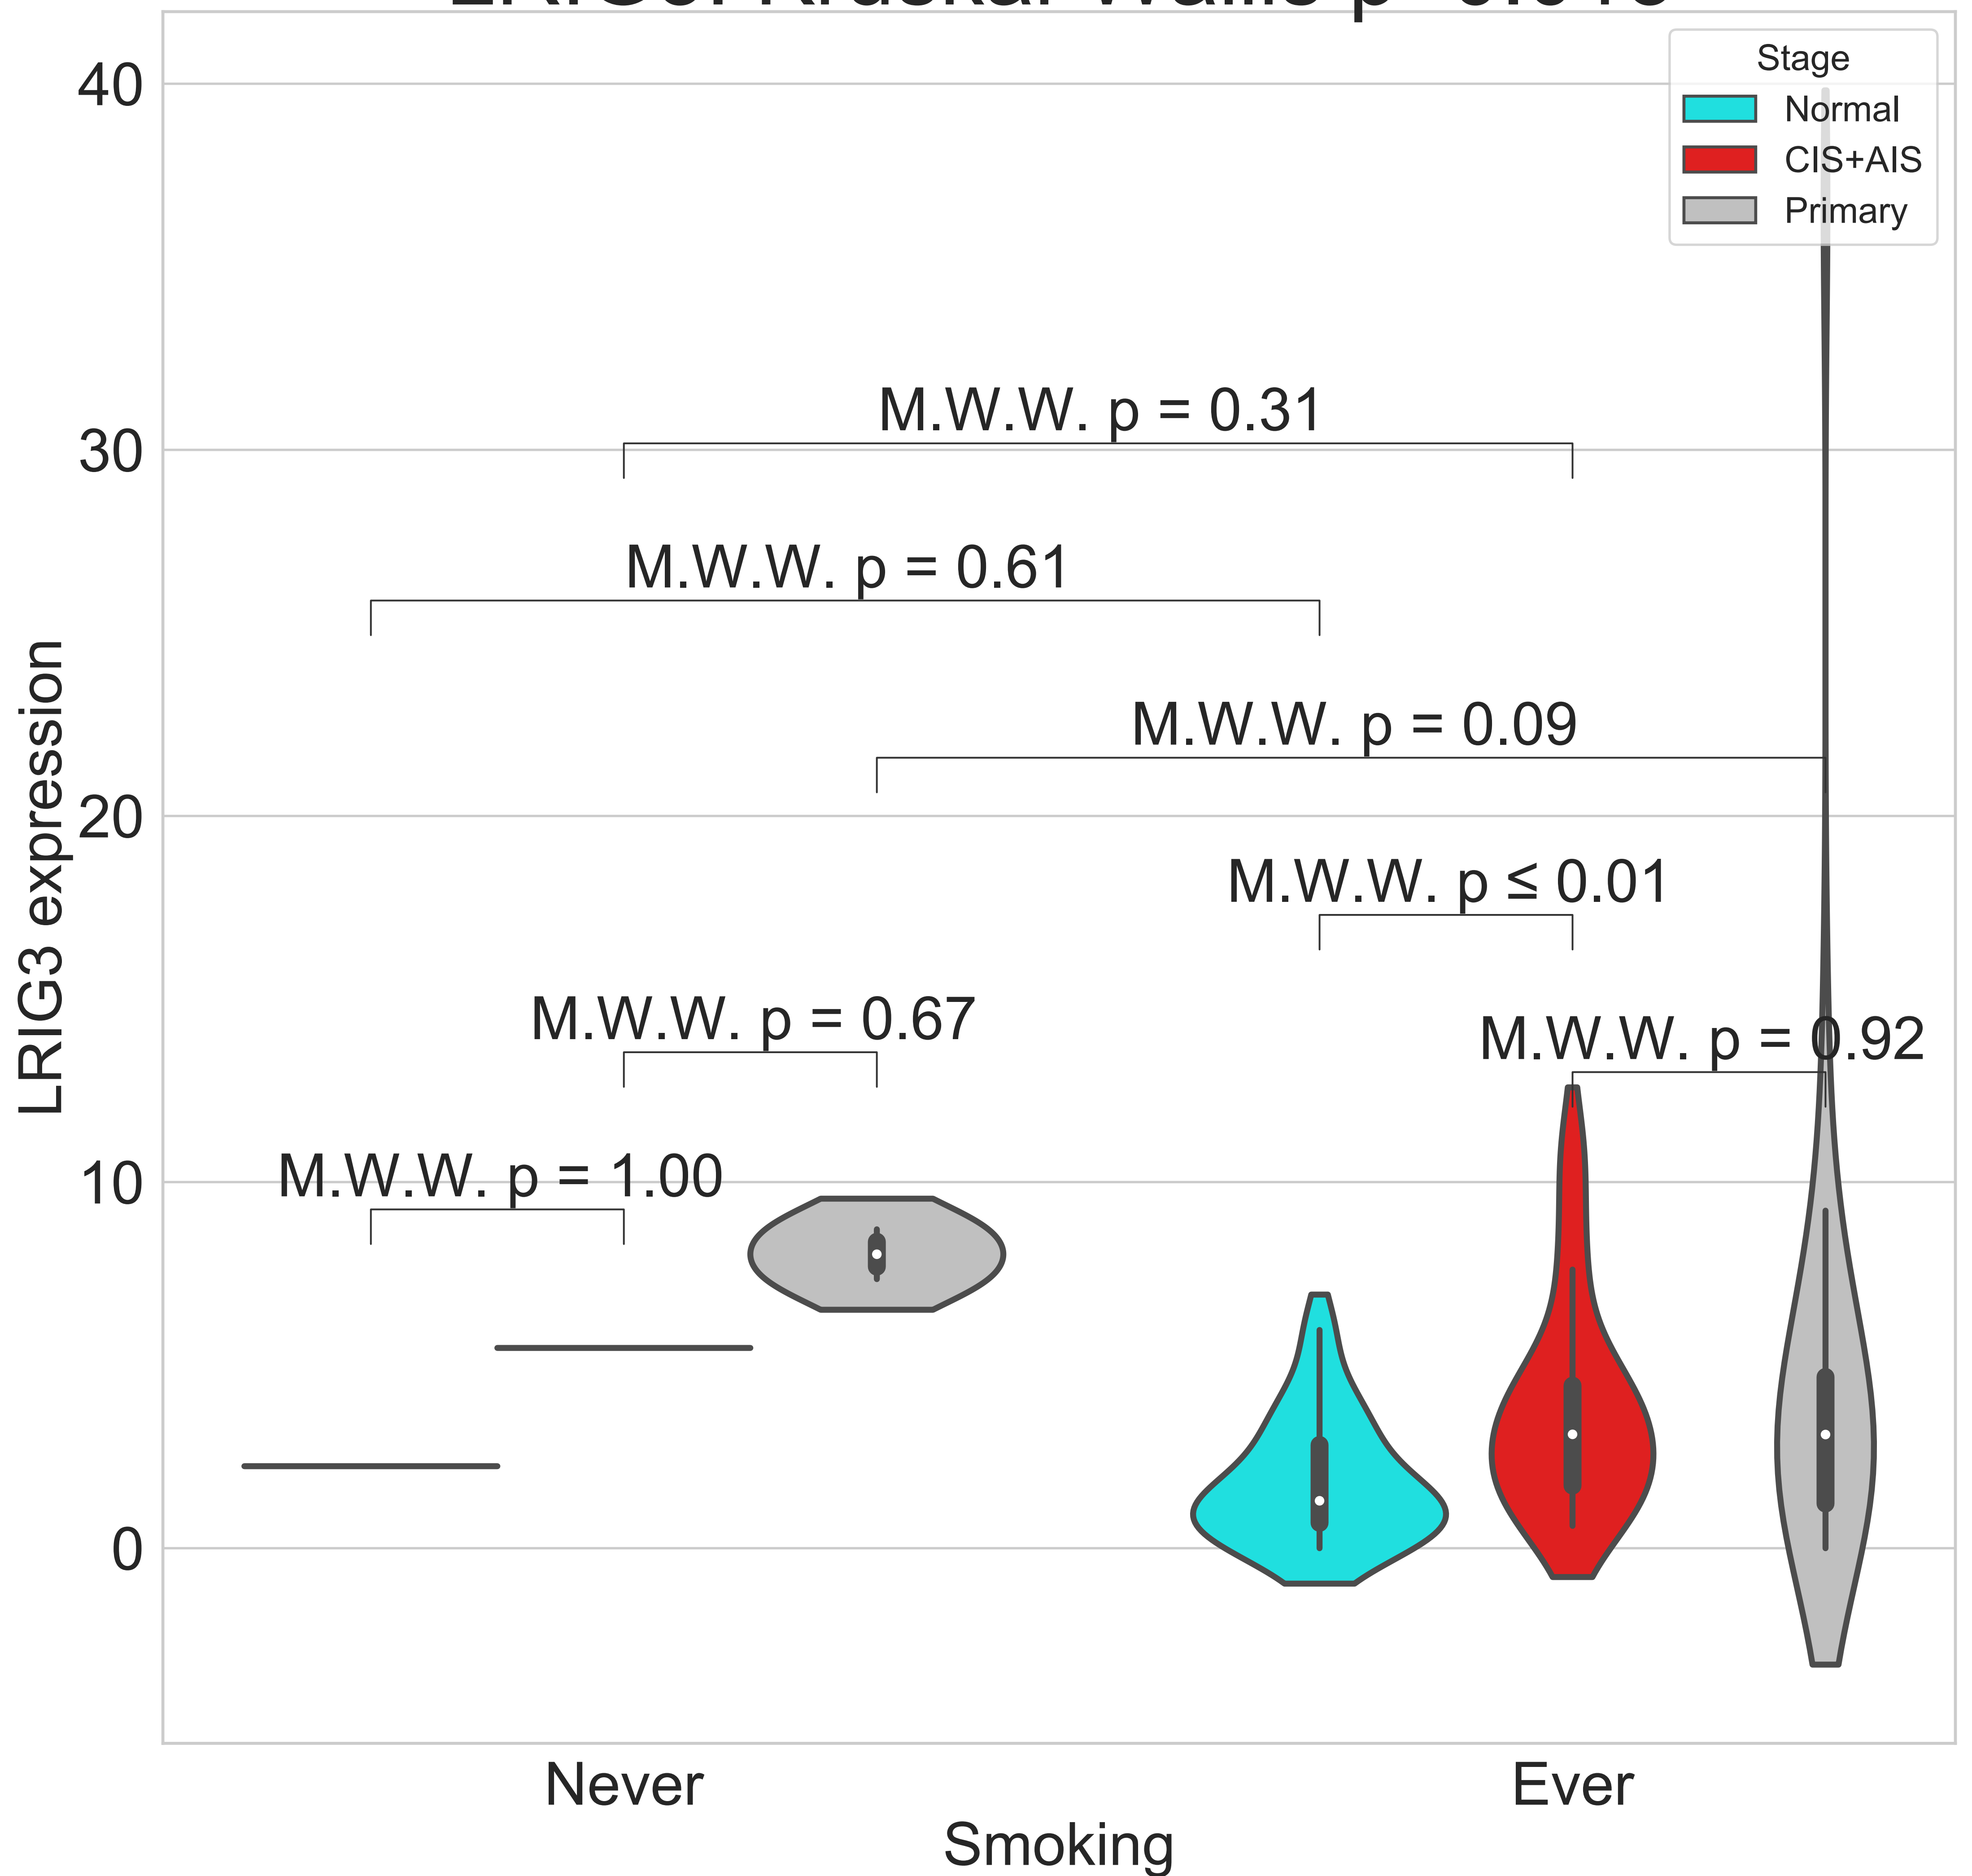 Stage
Normal
CIS+AIS
Primary
40
30
20
10
0
LRIG3 expression
M.W.W. p = 0.31
M.W.W. p = 0.61
M.W.W. p = 0.09
M.W.W. p ≤ 0.01
M.W.W. p = 0.67
M.W.W. p = 0.92
M.W.W. p = 1.00
Never
Ever
Smoking